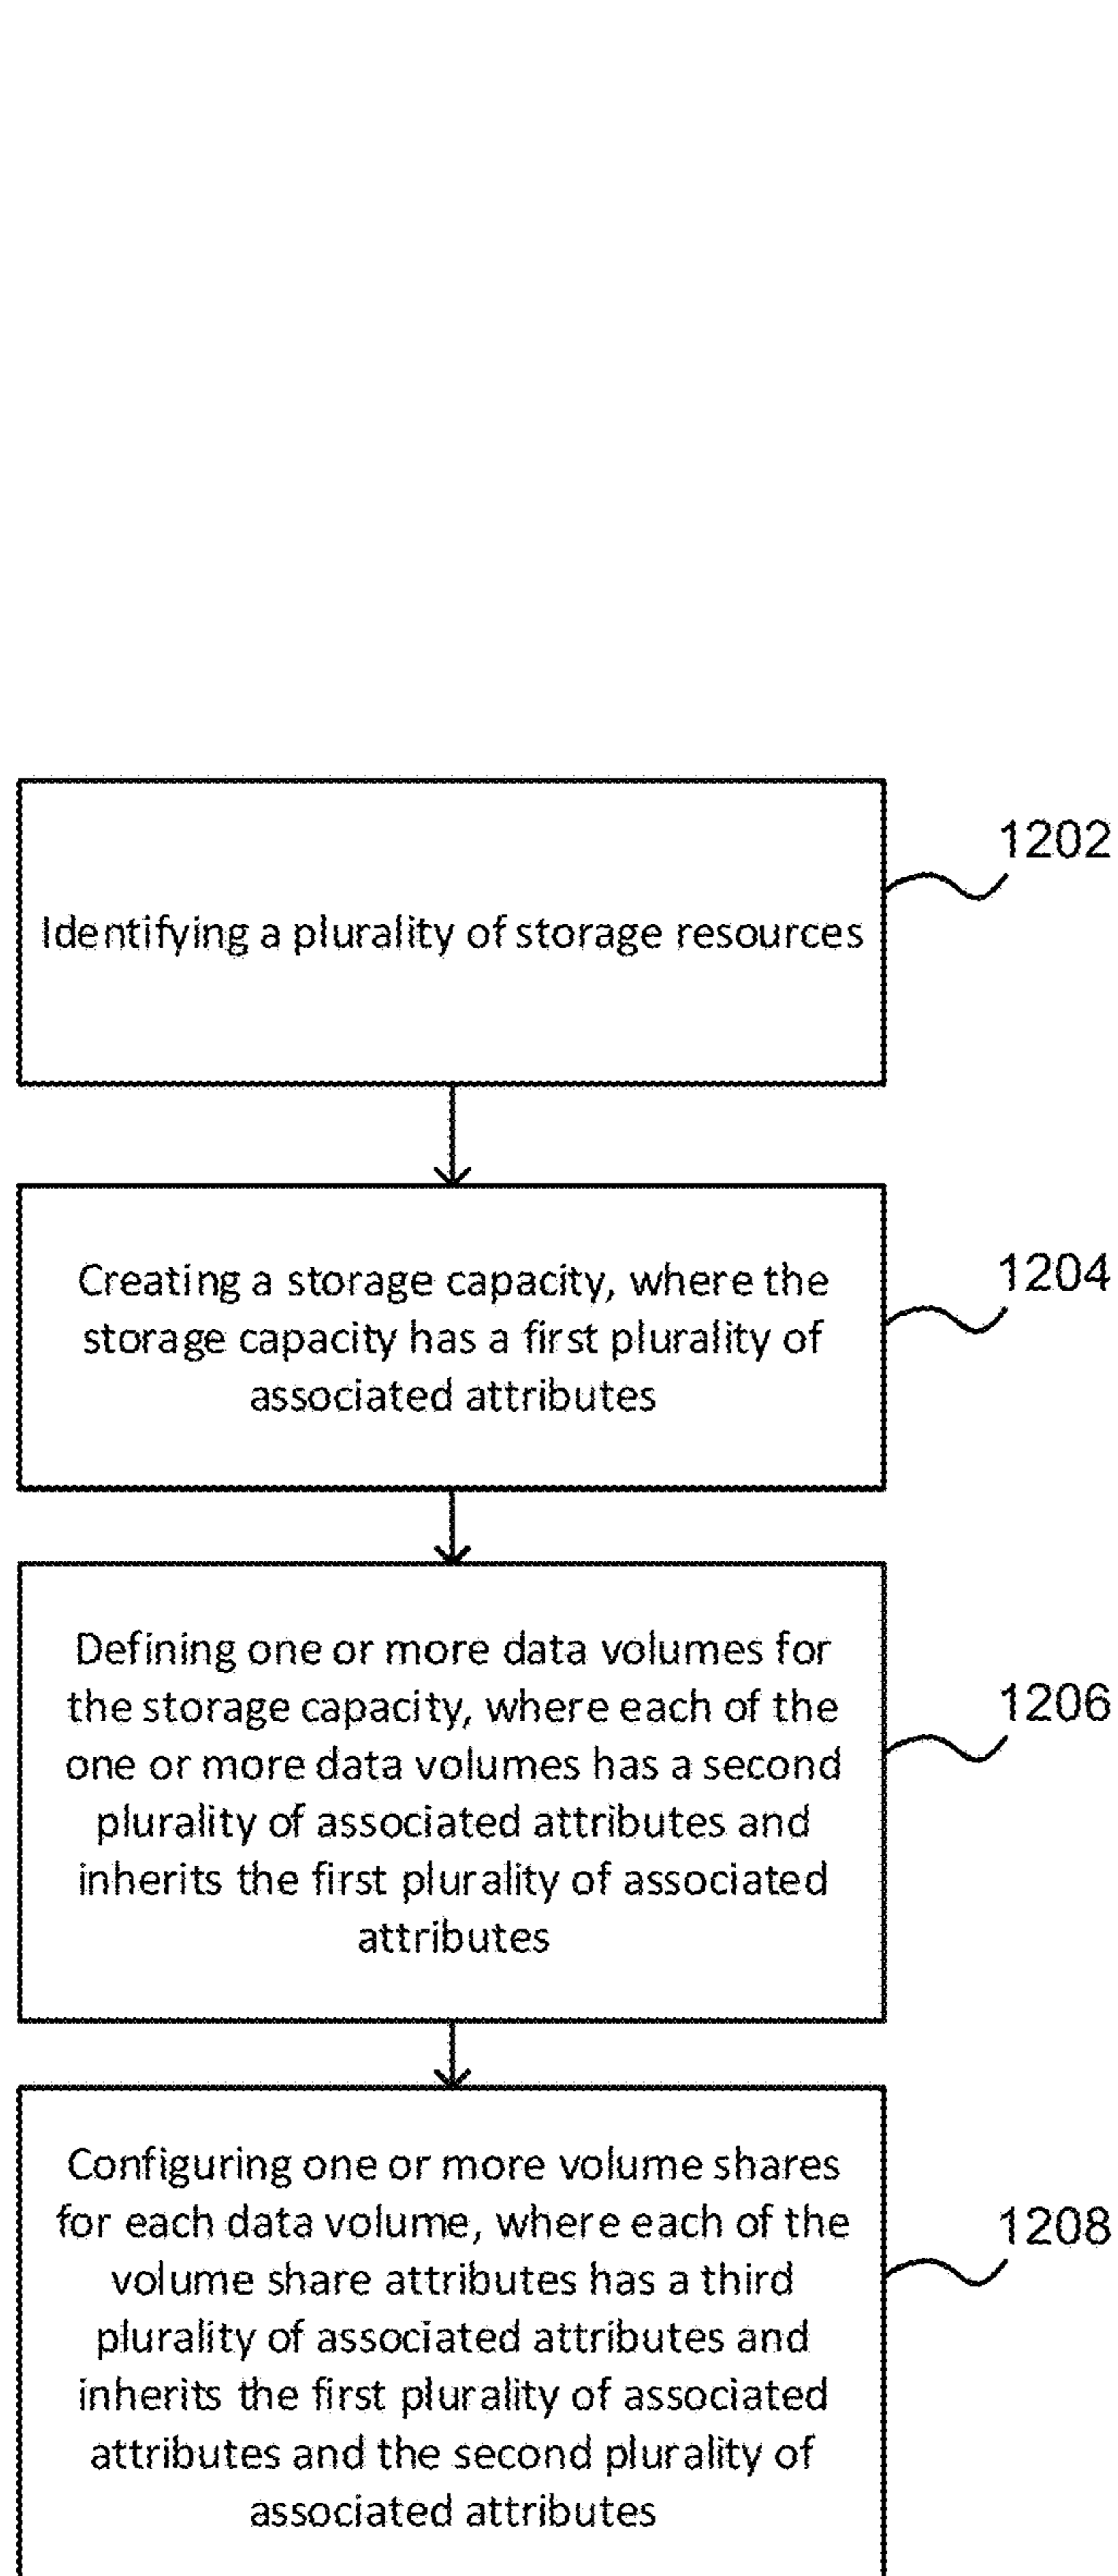 1202
Identifying a plurality of storage resources
1204
Creating a storage capacity, where the
storage capacity has a first plurality of
associated attributes
1206
Defining one or more data volumes for
the storage capacity, where each of the
one or more data volumes has a second
plurality of associated attributes and
inherits the first plurality of associated
attributes
1208
Configuring one or more volume shares
for each data volume, where each of the
volume share attributes has a third
plurality of associated attributes and
inherits the first plurality of associated
attributes and the second plurality of
associated attributes